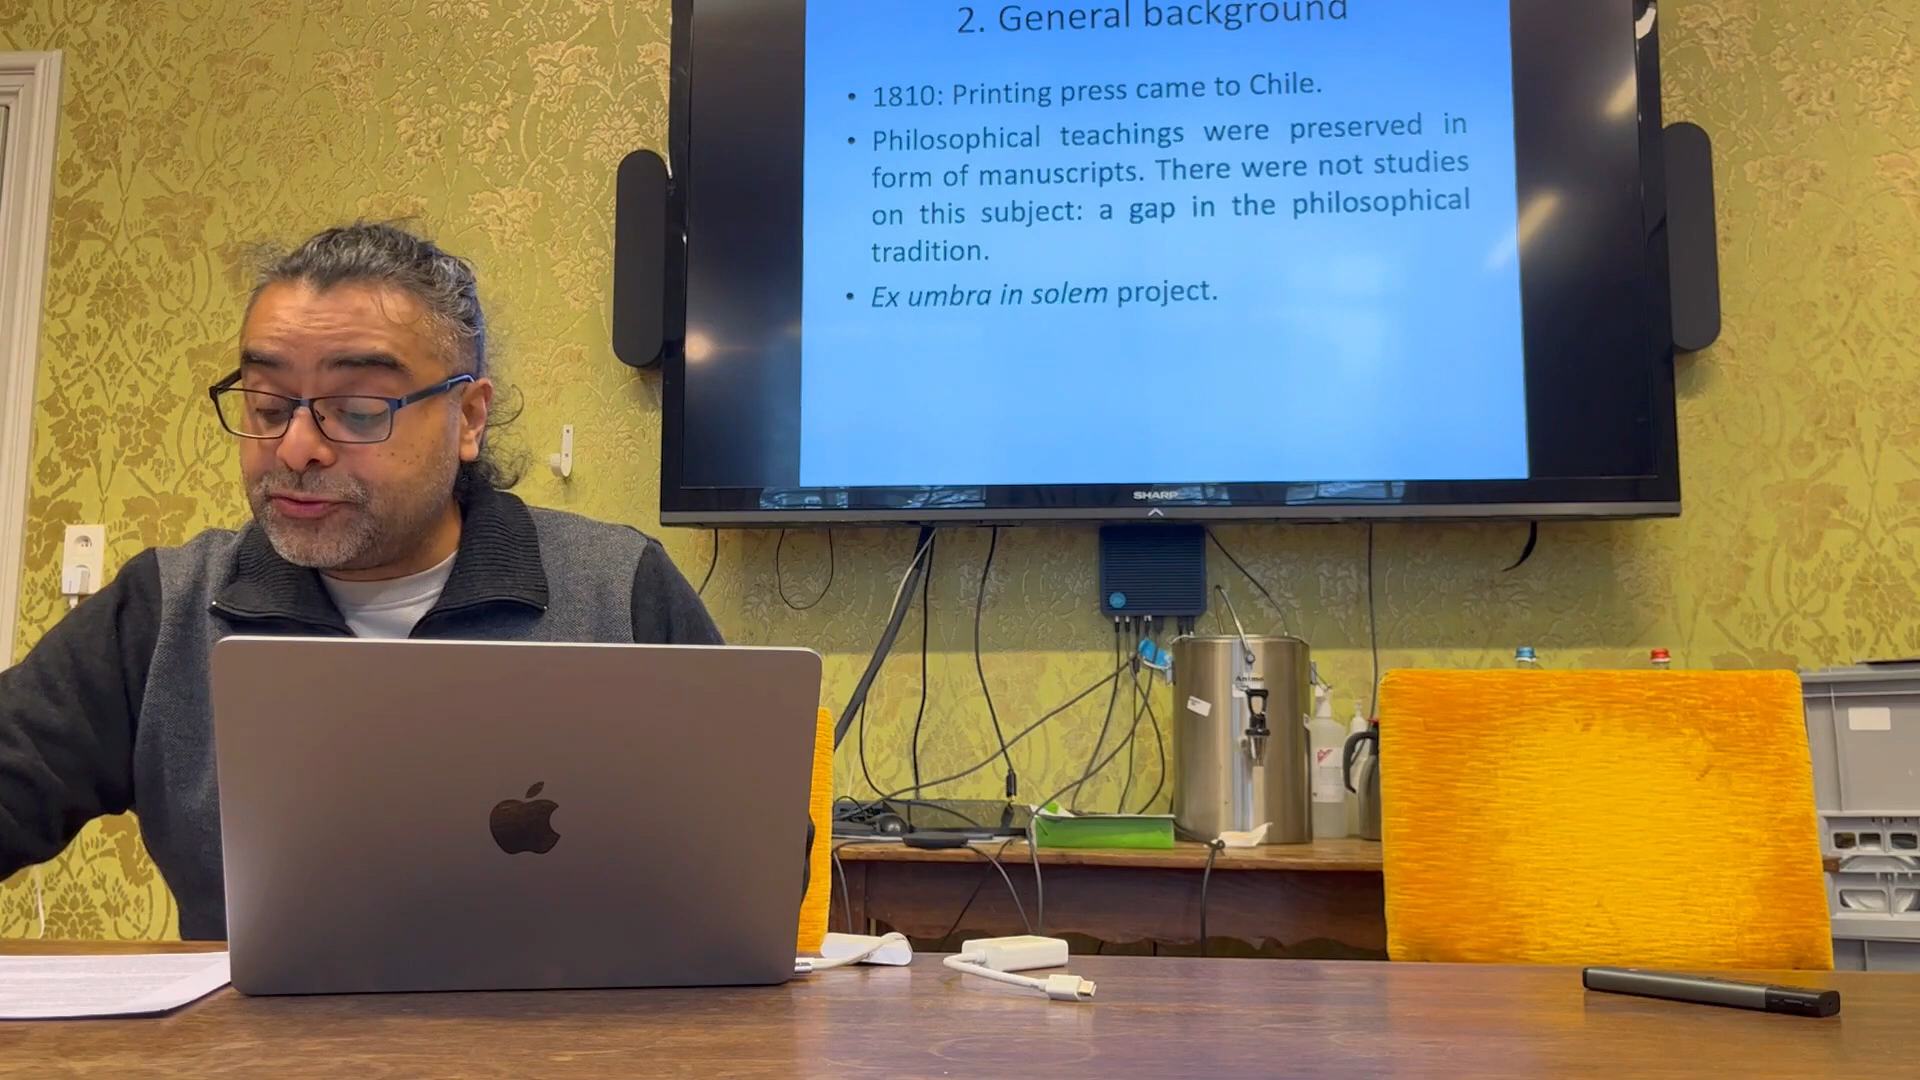 2. General background
• 1810: Printing press came to Chile.
• Philosophical teachings were preserved in
form of manuscripts. There were not studies
on this subject: a gap in the philosophical
tradition.
• Ex umbra in solem project.
SHARP
Animo